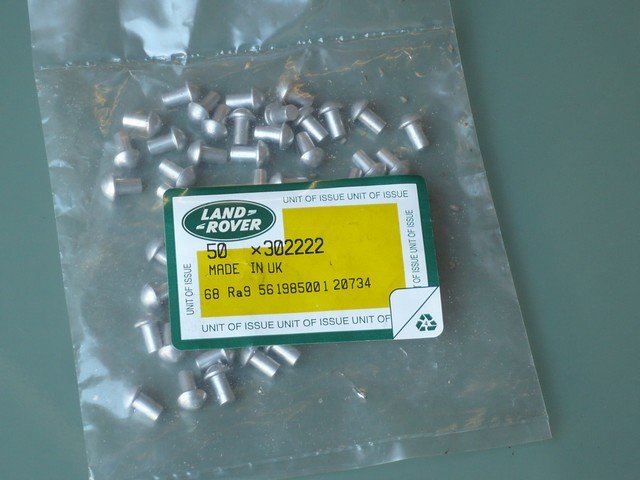 UNIT OF ISSUE UNIT OF ISSUE
LAND-
-ROVER
50 ×302222
MADE IN UK
68 Ra9 561985001 20734
UNIT OF ISSUE
UNIT OF ISSUE
UNIT OF ISSUE UNIT OF ISSUE UNIT OF